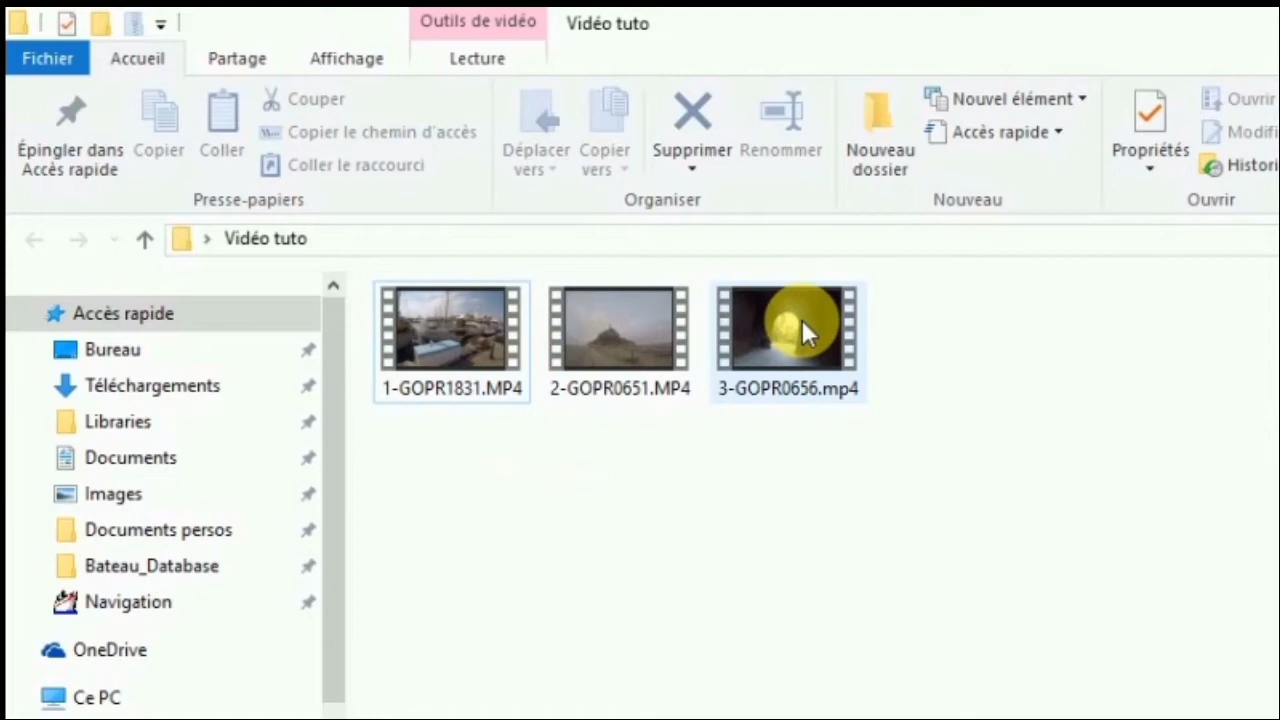 Outils de vidéo
Vidéo tuto
Fichier
Accueil
Partage
Affichage
Lecture
Épingler dans
Accès rapide
Copier
Coller
Couper
Copier le chemin d'accès
Coller le raccourci
Presse-papiers
Déplacer
vers
Copier
vers
Supprimer
Renommer
Organiser
Nouveau
dossier
Nouvel élément
Accès rapide
Nouveau
Propriétés
Ouvrir
Modifi
Histori
Ouvrir
Vidéo tuto
Accès rapide
Bureau
Téléchargements
Libraries
Documents
Images
Documents persos
Bateau_Database
Navigation
OneDrive
Ce PC
1-GOPR1831.MP4
2-GOPR0651.MP4
3-GOPR0656.mp4